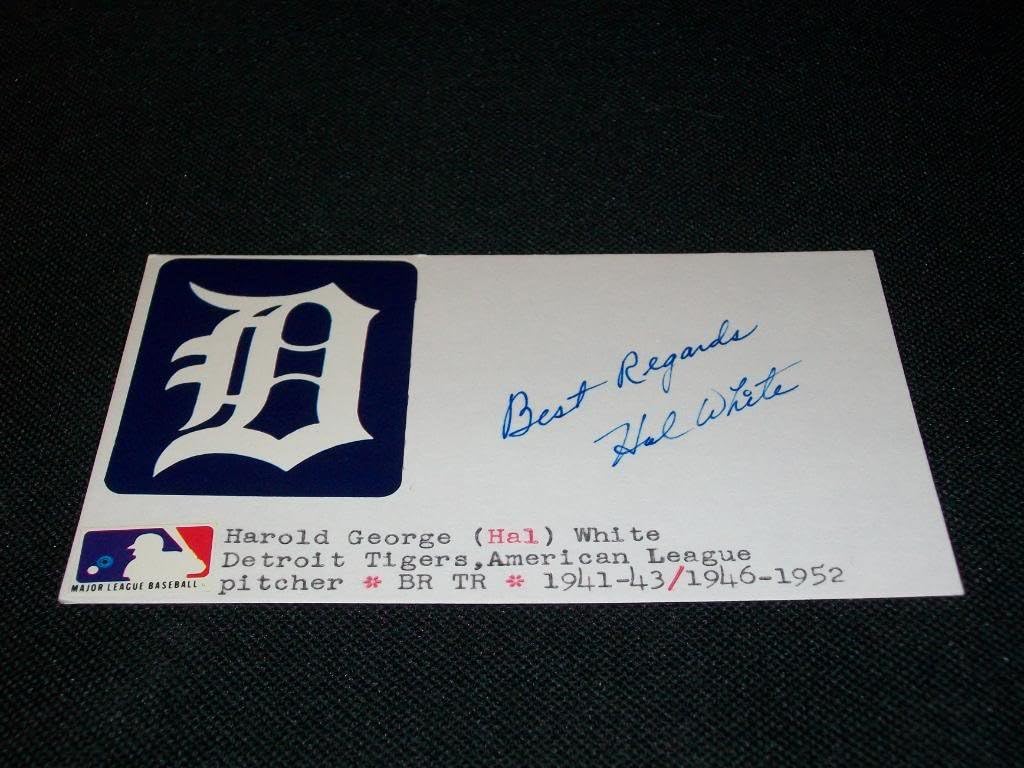 D
Best Regards
Hal White
MAJOR LEAGUE BASEBALL
Harold George (Hal) White
Detroit Tigers,American League
pitcher * BR TR * 1941-43/1946-1952